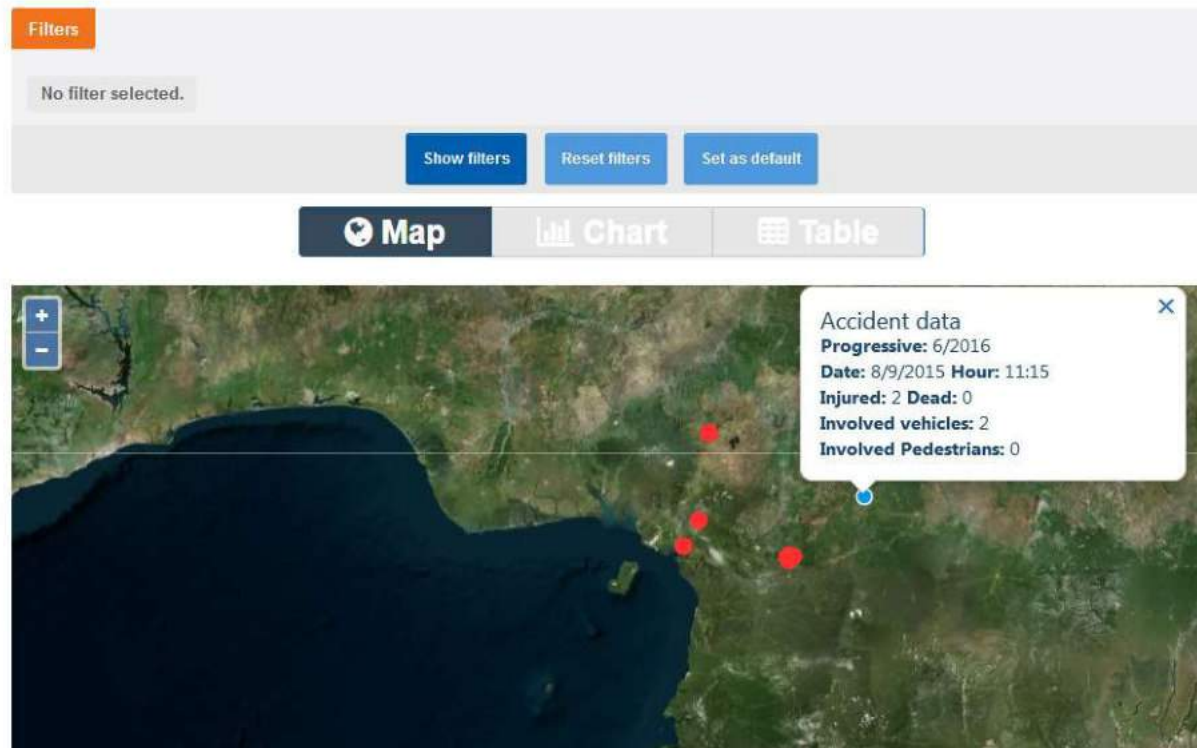 Filters
No filter selected.
Show filters Reset filters Set as default
Map Chart Table
+
-
Accident data
Progressive: 6/2016
Date: 8/9/2015 Hour: 11:15
Injured: 2 Dead: 0
Involved vehicles: 2
Involved Pedestrians: 0